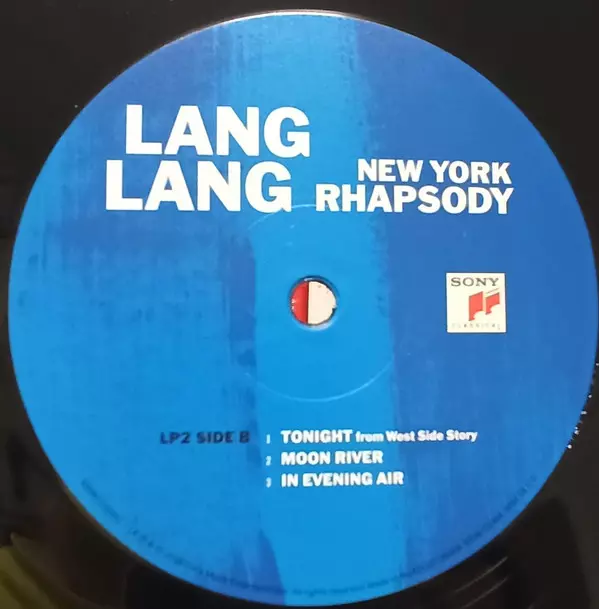 LANG
LANG
NEW YORK
RHAPSODY
SONY
CLASSICAL
LP2 SIDE B
1 TONIGHT from West Side Story
2 MOON RIVER
3 IN EVENING AIR